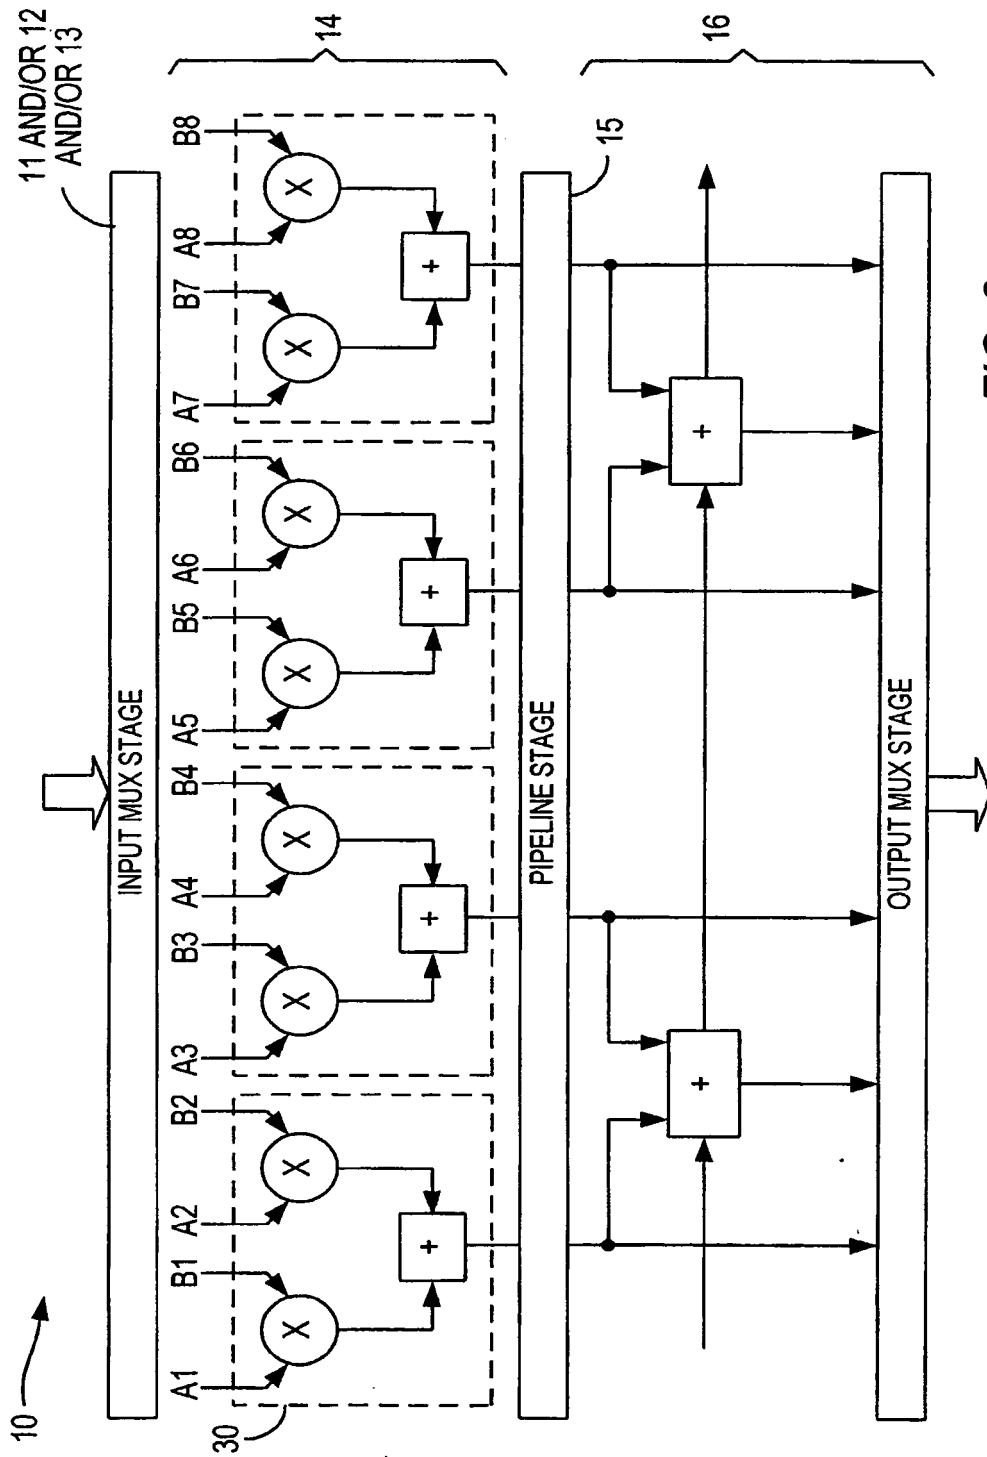 10
11 AND/OR 12
AND/OR 13
INPUT MUX STAGE
A1 B1 A2 B2 A3 B3 A4 B4 A5 B5 A6 B6 A7 B7 A8 B8
14
X X X X X X X X
+ + + +
30
PIPELINE STAGE
15
16
+ +
OUTPUT MUX STAGE